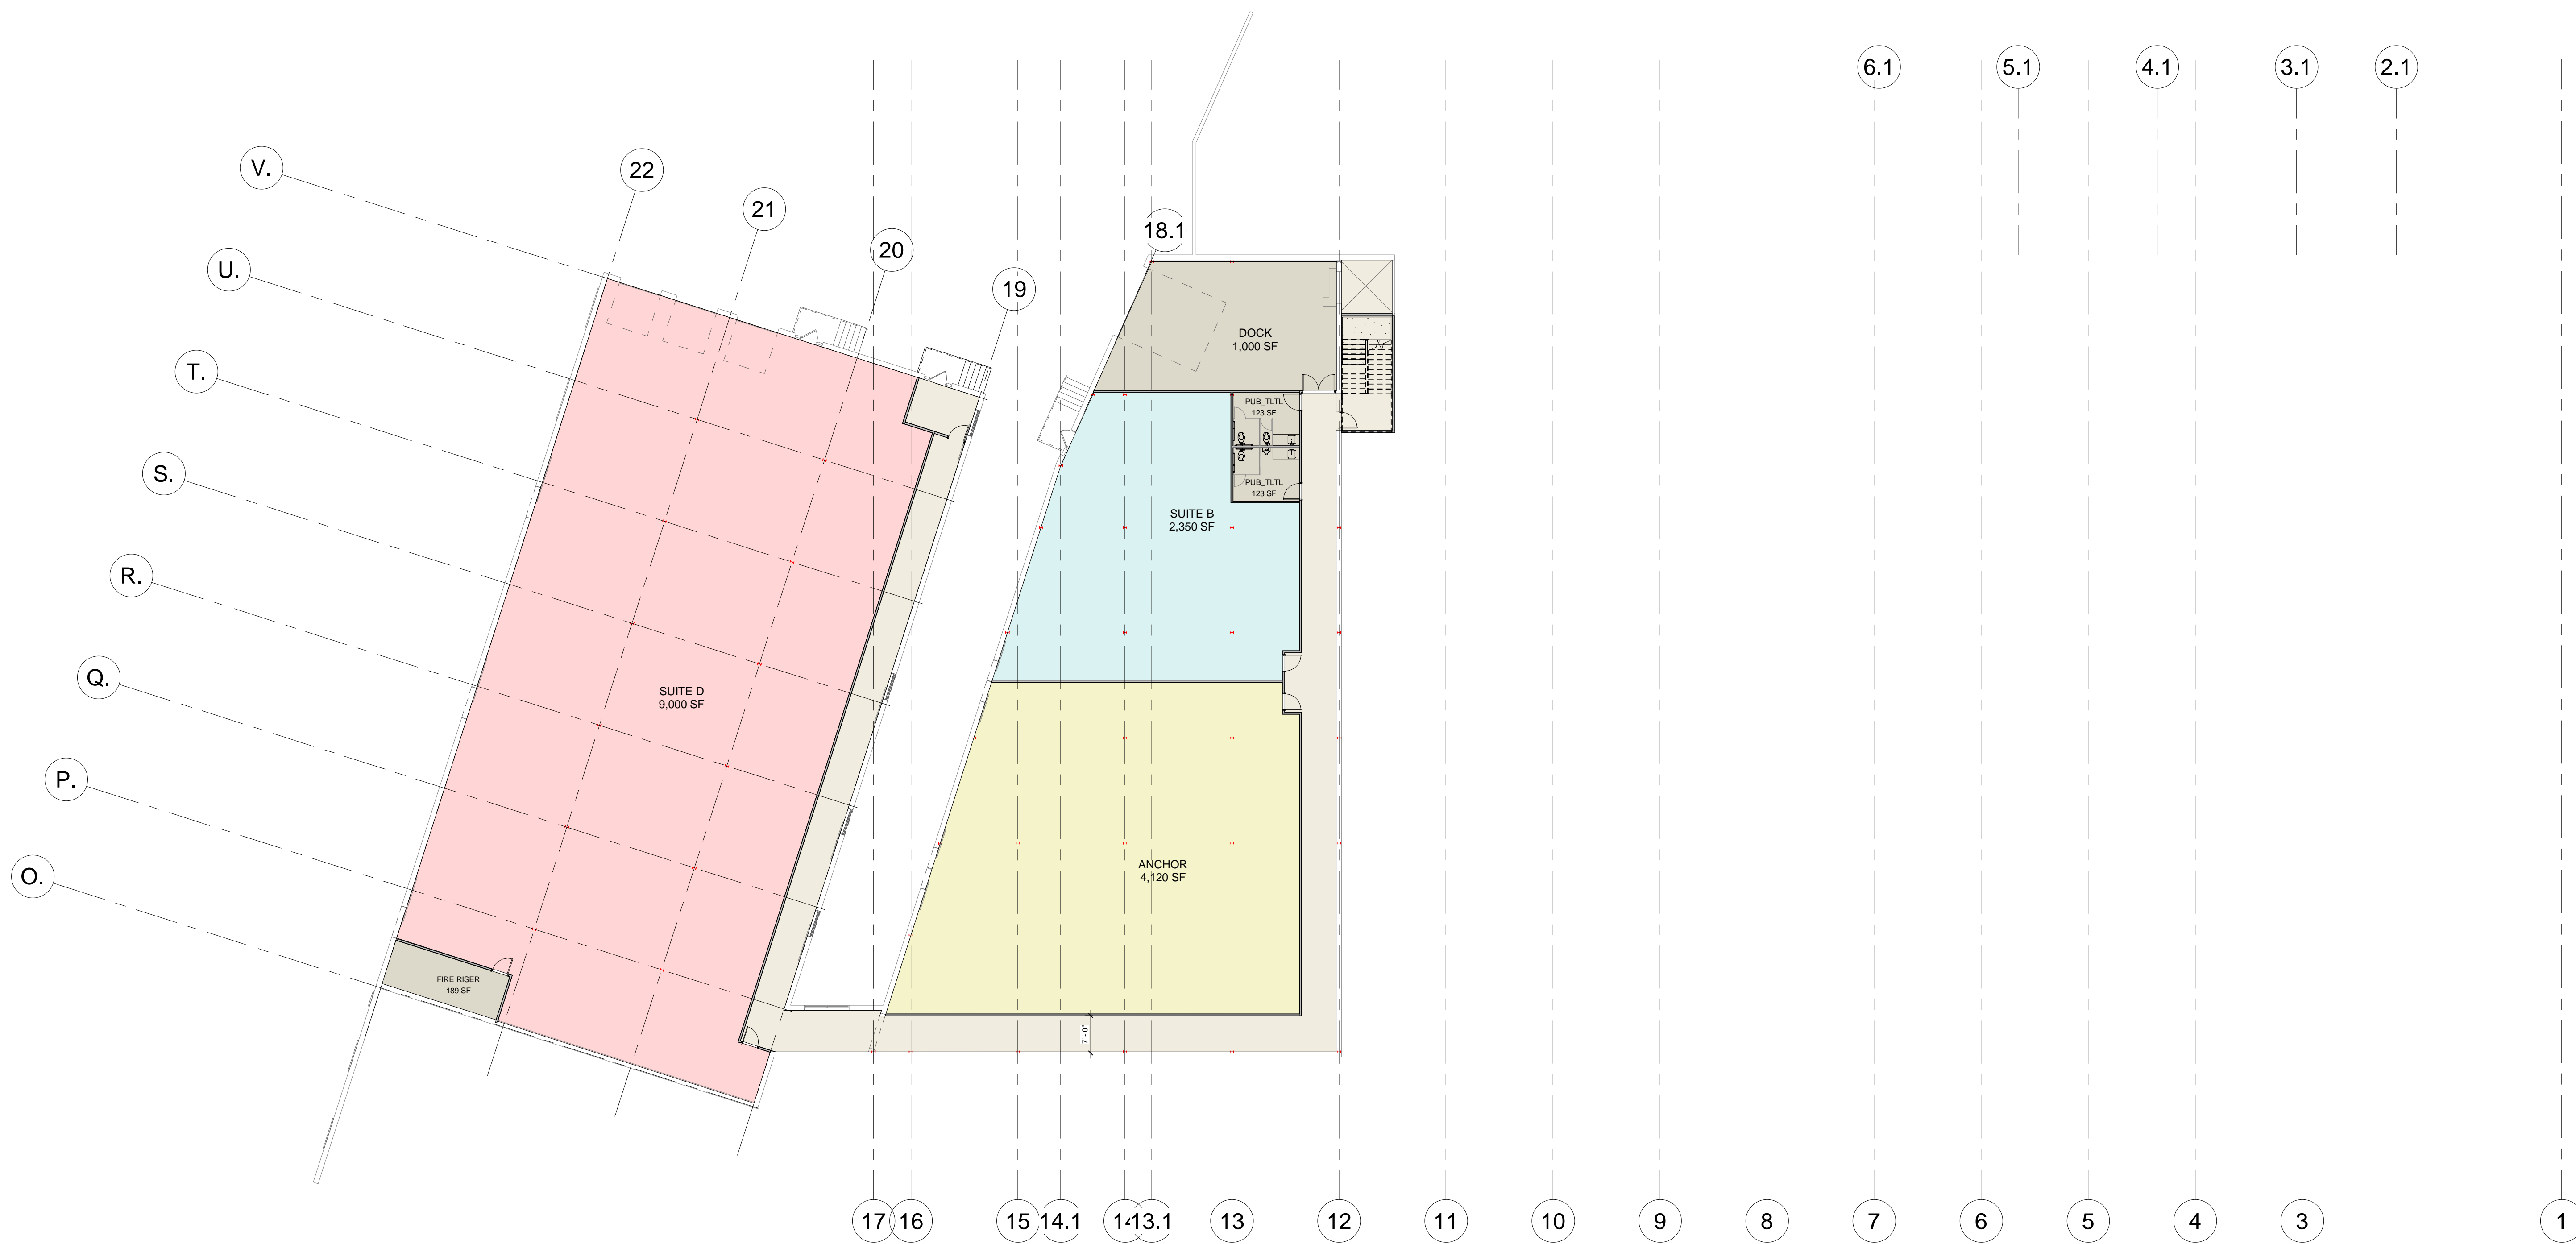 6.1
5.1
4.1
3.1
2.1
V.
22
21
18.1
20
U.
19
DOCK
1,000 SF
T.
PUB_TLTL
123 SF
S.
PUB_TLTL
123 SF
SUITE B
2,350 SF
R.
Q.
SUITE D
9,000 SF
P.
ANCHOR
4,120 SF
O.
FIRE RISER
189 SF
7' - 0"
17
16
15
14.1
14
13.1
13
12
11
10
9
8
7
6
5
4
3
1